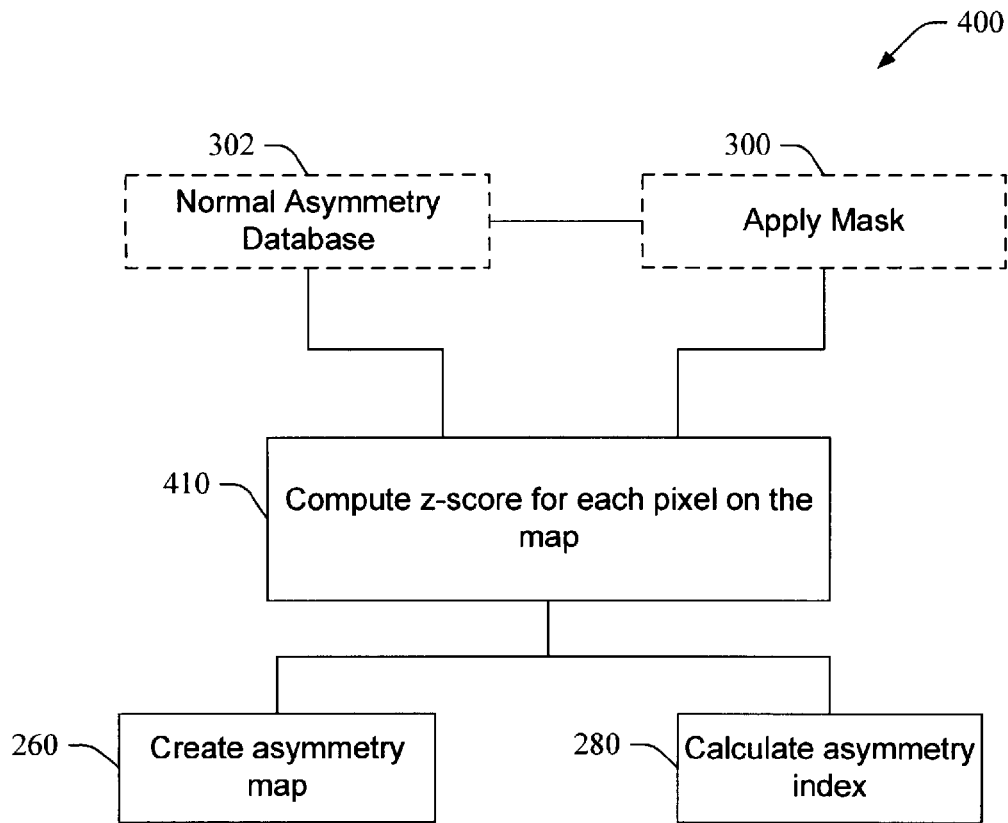 400
302
300
Normal Asymmetry
Database
Apply Mask
410
Compute z-score for each pixel on the
map
260
Create asymmetry
map
280
Calculate asymmetry
index